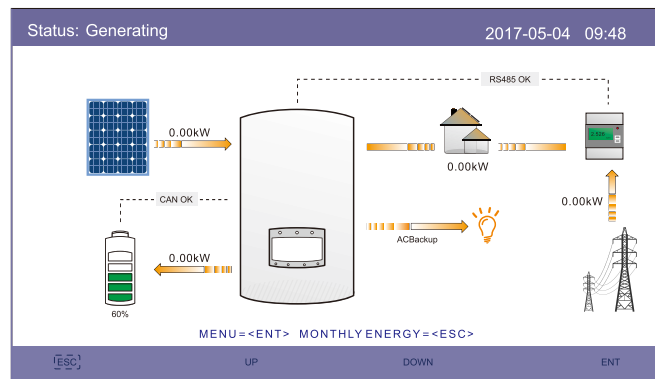 Status: Generating
2017-05-04 09:48
RS485 OK
0.00kW
0.00kW
CAN OK
0.00kW
0.00kW
ACBackup
60%
MENU=<ENT> MONTHLY ENERGY=<ESC>
ESC
UP
DOWN
ENT